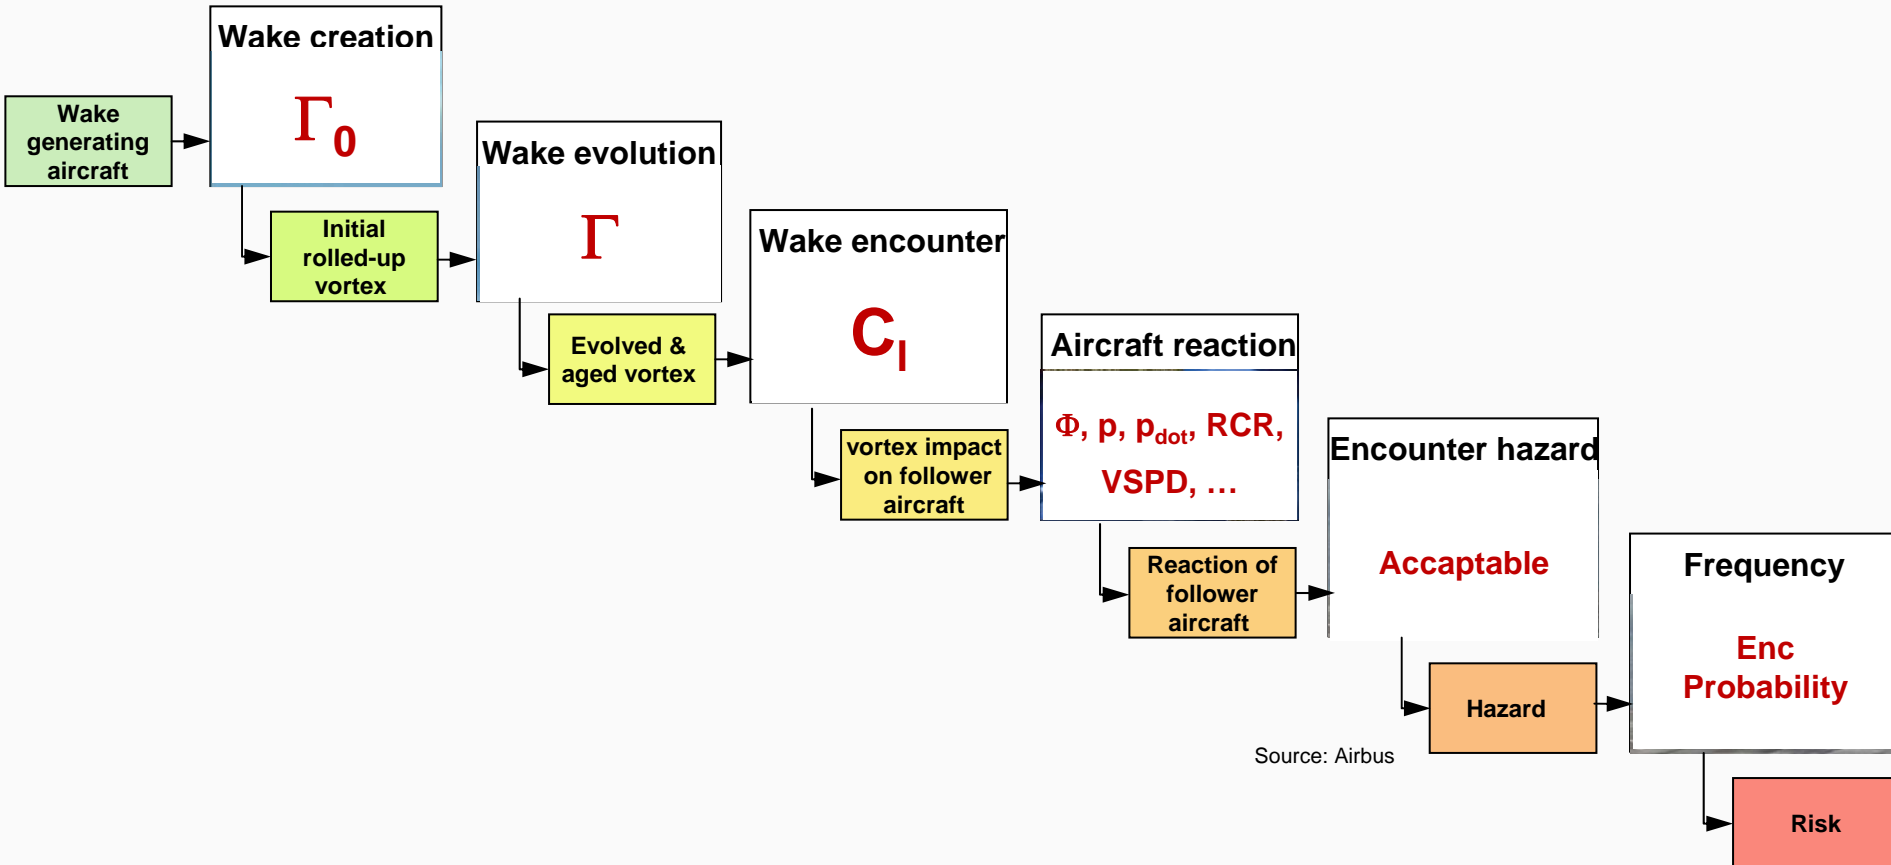 Wake creation
Γ0
Wake
generating
aircraft
Wake evolution
Γ
Initial
rolled-up
vortex
Wake encounter
Cl
Evolved &
aged vortex
Aircraft reaction
Φ, p, pdot, RCR,
VSPD, …
vortex impact
on follower
aircraft
Encounter hazard
Accaptable
Reaction of
follower
aircraft
Frequency
Enc
Probability
Hazard
Source: Airbus
Risk